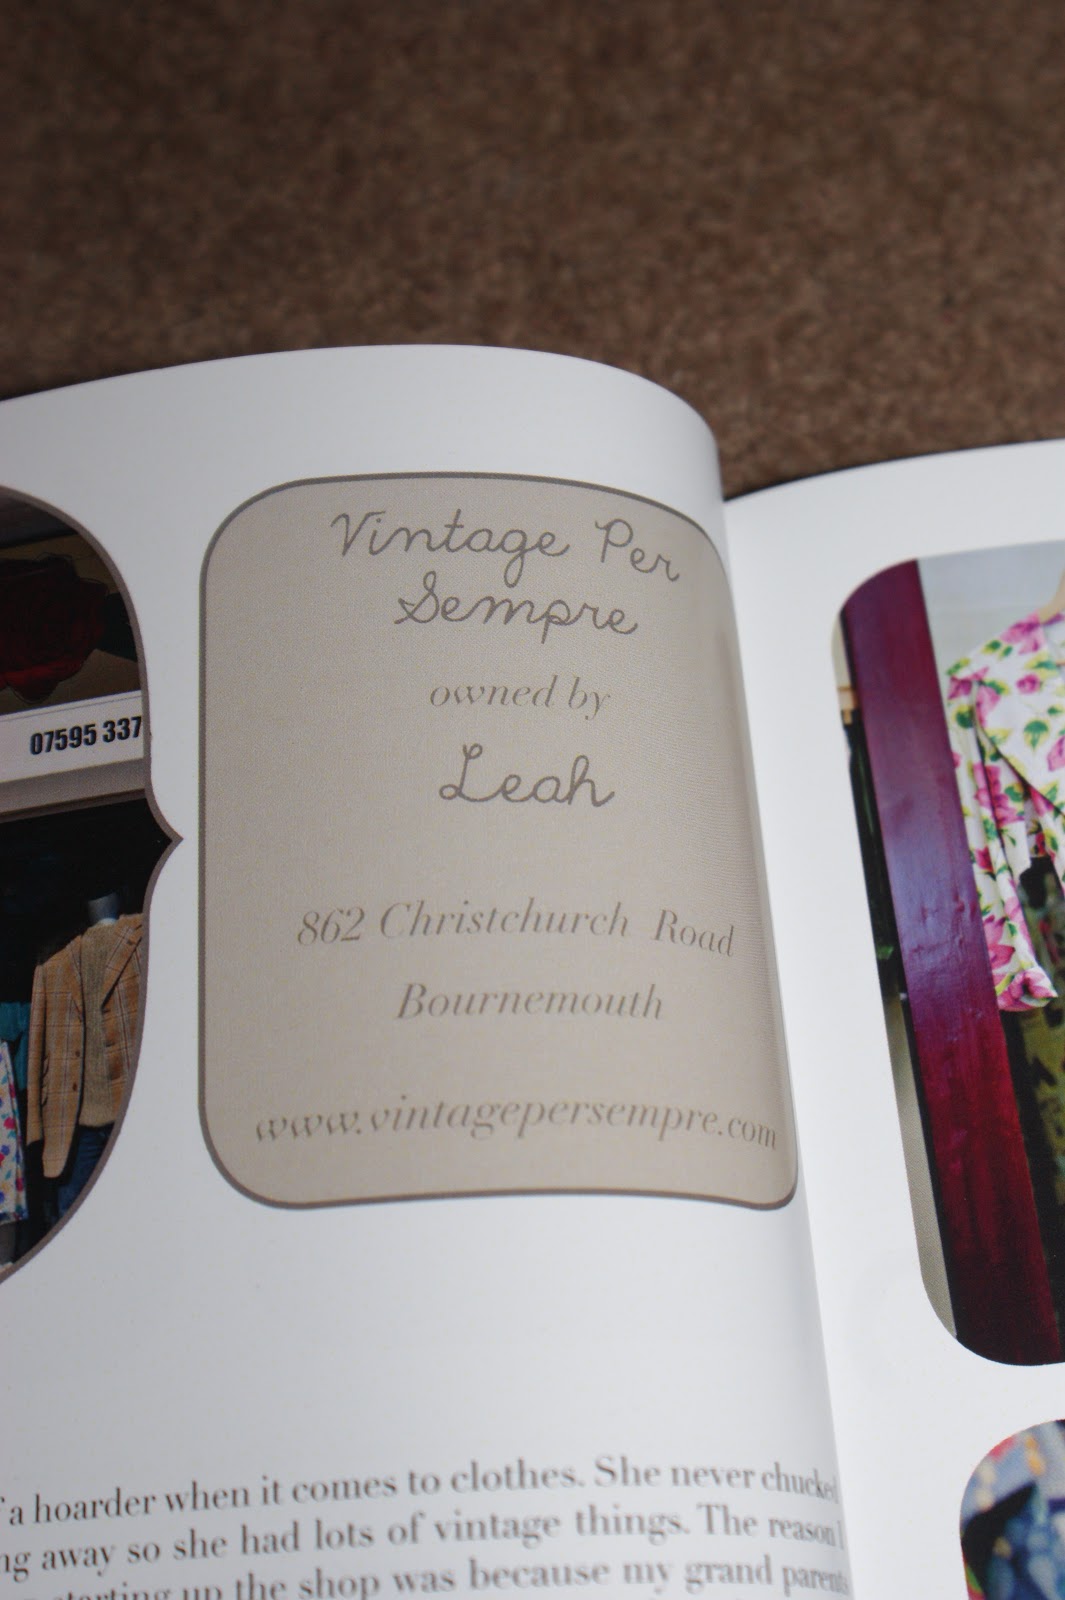 07595 337
Vintage Per
Sempre
owned by
Leah
862 Christchurch Road
Bournemouth
www.vintagepersempre.com
a hoarder when it comes to clothes. She never chucked
away so she had lots of vintage things. The reason I
starting up the shop was because my grand parents